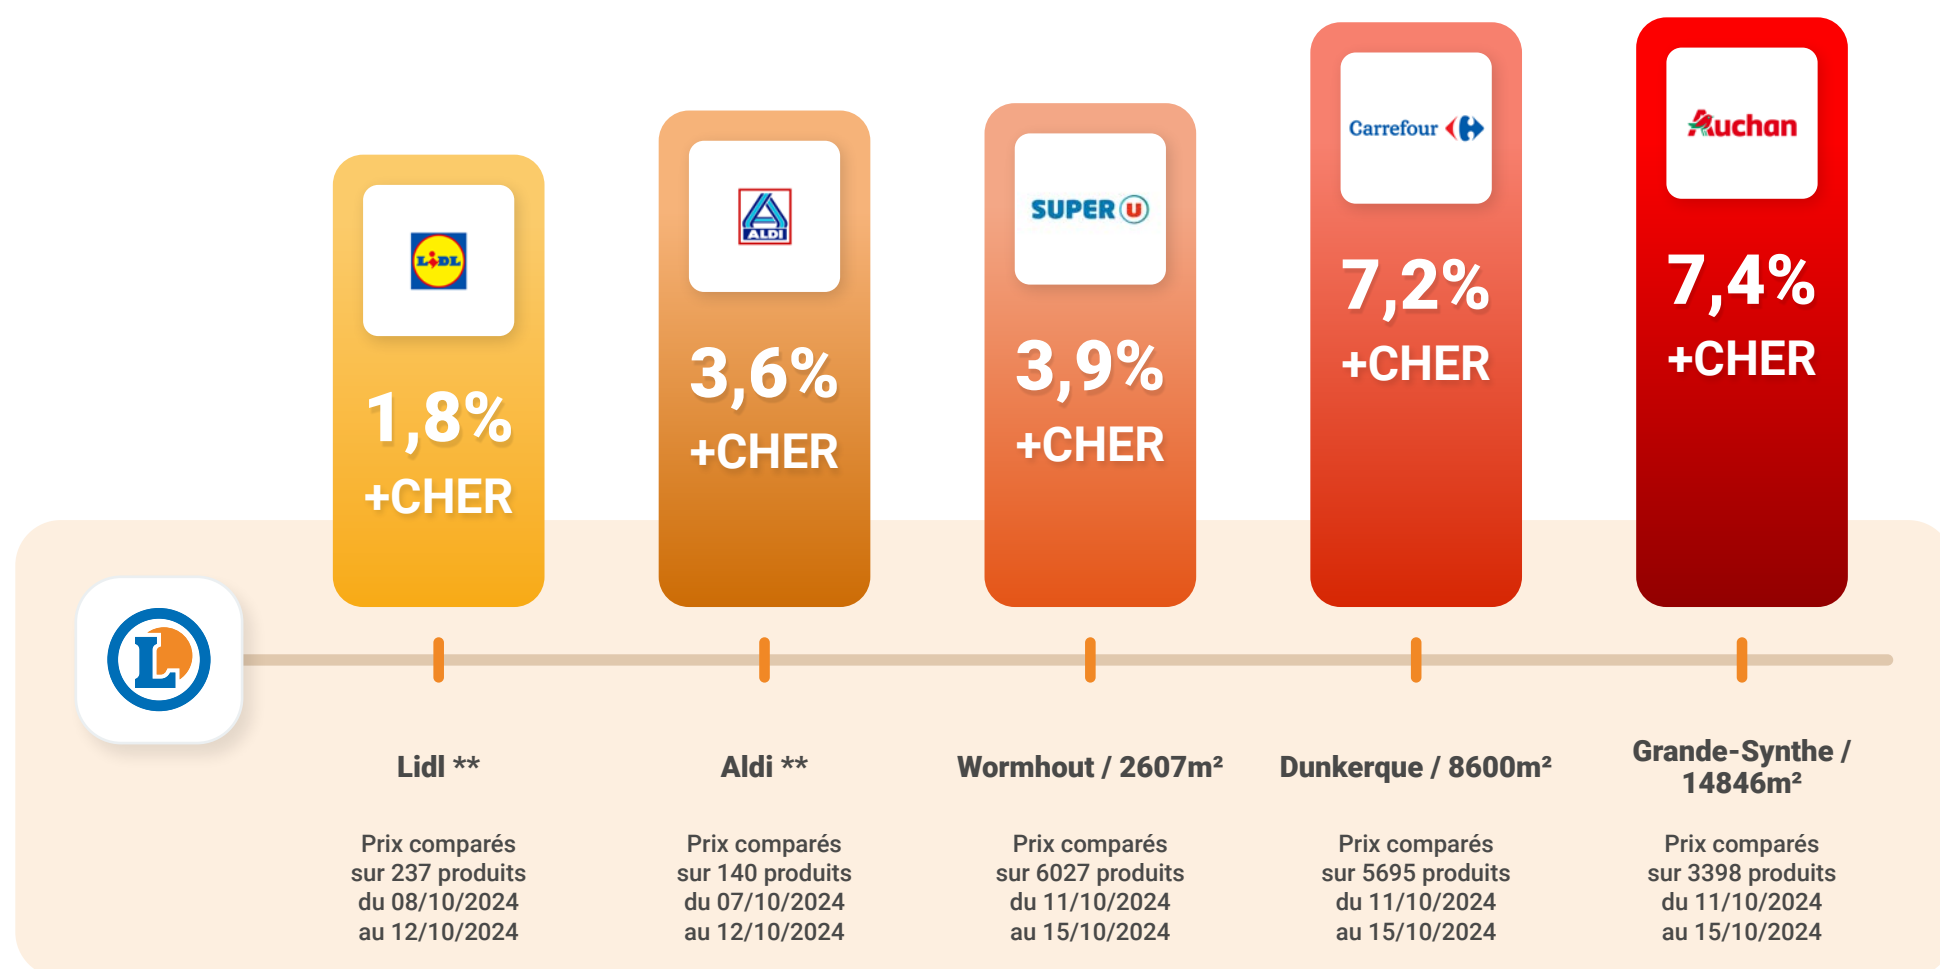 LIDL
1,8%
+CHER
ALDI
3,6%
+CHER
SUPER U
3,9%
+CHER
Carrefour
7,2%
+CHER
Auchan
7,4%
+CHER
L
Lidl **
Prix comparés
sur 237 produits
du 08/10/2024
au 12/10/2024
Aldi **
Prix comparés
sur 140 produits
du 07/10/2024
au 12/10/2024
Wormhout / 2607m²
Prix comparés
sur 6027 produits
du 11/10/2024
au 15/10/2024
Dunkerque / 8600m²
Prix comparés
sur 5695 produits
du 11/10/2024
au 15/10/2024
Grande-Synthe /
14846m²
Prix comparés
sur 3398 produits
du 11/10/2024
au 15/10/2024